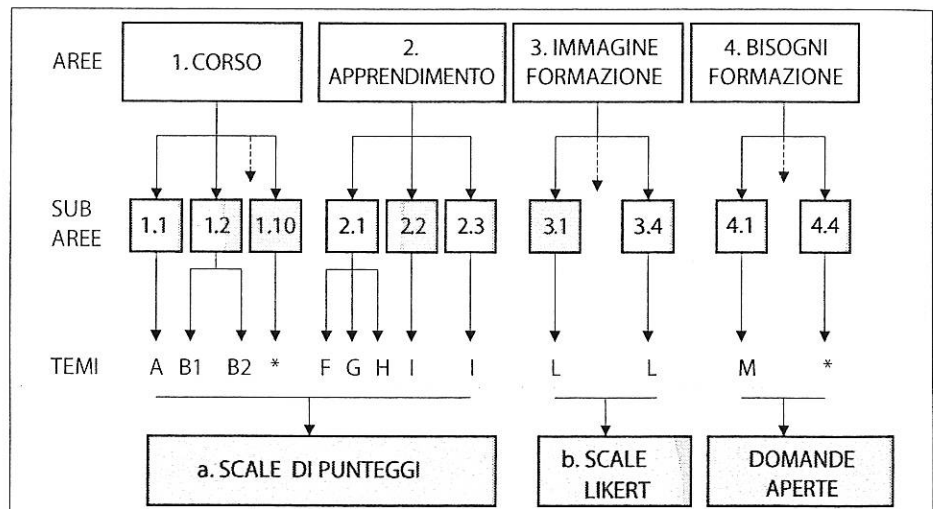 AREE
1. CORSO
2.
APPRENDIMENTO
3. IMMAGINE
FORMAZIONE
4. BISOGNI
FORMAZIONE
SUB
AREE
1.1
1.2
1.10
2.1
2.2
2.3
3.1
3.4
4.1
4.4
TEMI
A
B1
B2
*
F
G
H
I
I
L
L
M
*
a. SCALE DI PUNTEGGI
b. SCALE
LIKERT
DOMANDE
APERTE